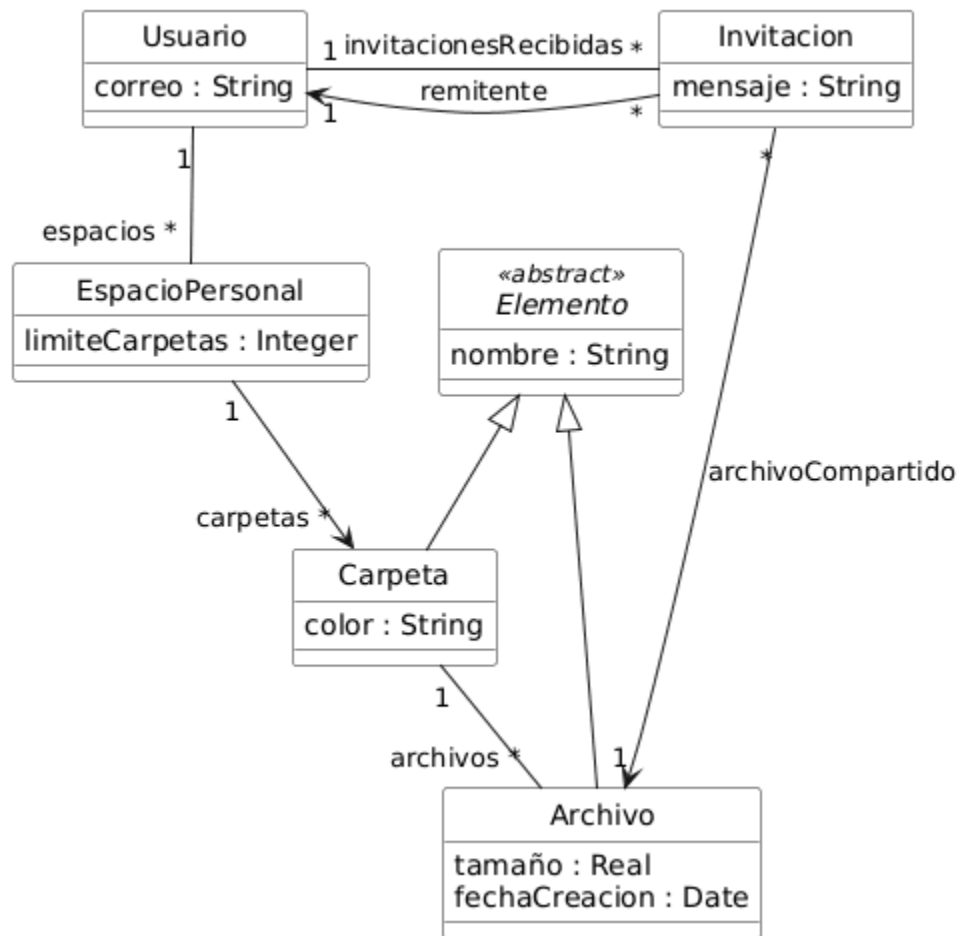 Usuario
correo : String
1 invitacionesRecibidas *
remitente
1
*
Invitacion
mensaje : String
1
*
espacios *
EspacioPersonal
limiteCarpetas : Integer
«abstract»
Elemento
nombre : String
1
archivoCompartido
carpetas *
Carpeta
color : String
1
archivos *
1
Archivo
tamaño : Real
fechaCreacion : Date